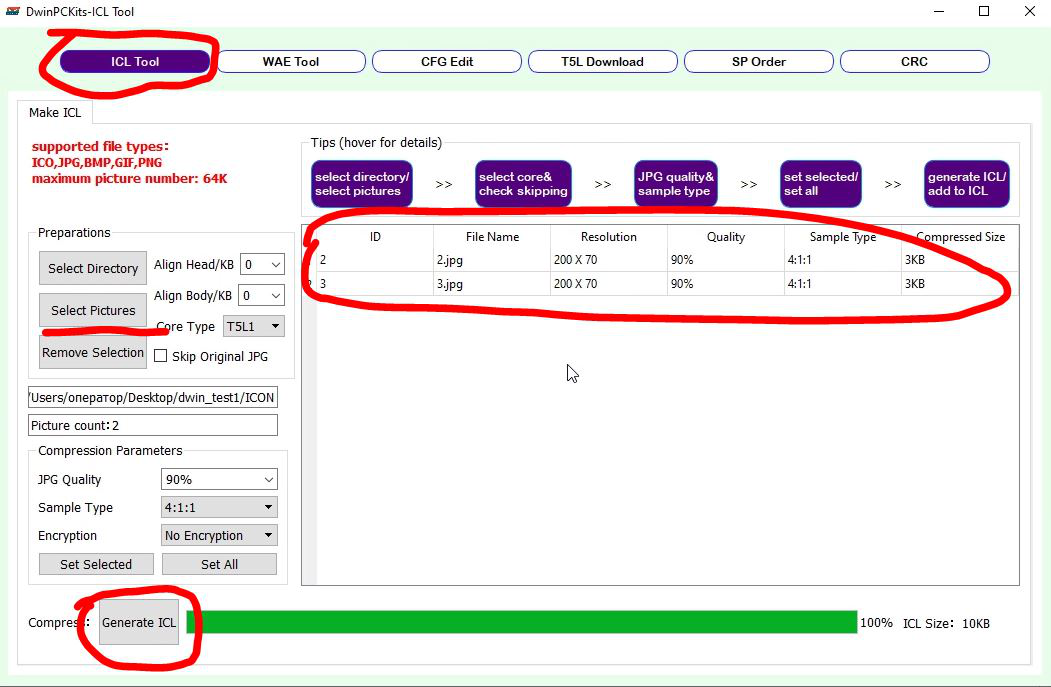 DwinPCKits-ICL Tool
ICL Tool
WAE Tool
CFG Edit
T5L Download
SP Order
CRC
Make ICL
supported file types:
ICO,JPG,BMP,GIF,PNG
maximum picture number: 64K
Tips (hover for details)
select directory/
select pictures
>>
select core&
check skipping
>>
JPG quality&
sample type
>>
set selected/
set all
>>
generate ICL/
add to ICL
Preparations
Select Directory
Align Head/KB 0
Align Body/KB 0
Select Pictures
Core Type T5L1
Remove Selection
Skip Original JPG
/Users/оператор/Desktop/dwin_test1/ICON
Picture count:2
Compression Parameters
JPG Quality 90%
Sample Type 4:1:1
Encryption No Encryption
Set Selected Set All
ID File Name Resolution Quality Sample Type Compressed Size
2 2.jpg 200 X 70 90% 4:1:1 3KB
3 3.jpg 200 X 70 90% 4:1:1 3KB
Compress: Generate ICL 100% ICL Size: 10KB